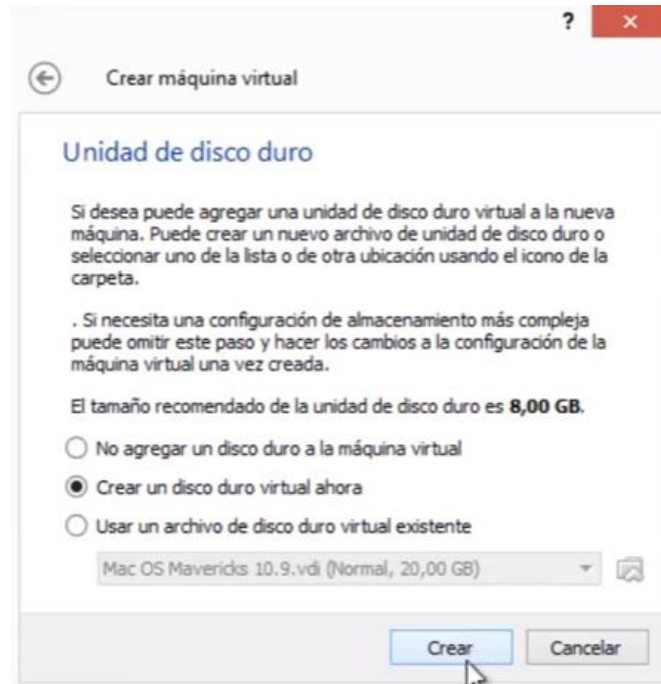 ?
Crear máquina virtual
Unidad de disco duro
Si desea puede agregar una unidad de disco duro virtual a la nueva
máquina. Puede crear un nuevo archivo de unidad de disco duro o
seleccionar uno de la lista o de otra ubicación usando el icono de la
carpeta.
. Si necesita una configuración de almacenamiento más compleja
puede omitir este paso y hacer los cambios a la configuración de la
máquina virtual una vez creada.
El tamaño recomendado de la unidad de disco duro es 8,00 GB.
No agregar un disco duro a la máquina virtual
Crear un disco duro virtual ahora
Usar un archivo de disco duro virtual existente
Mac OS Mavericks 10.9.vdi (Normal, 20,00 GB)
Crear Cancelar